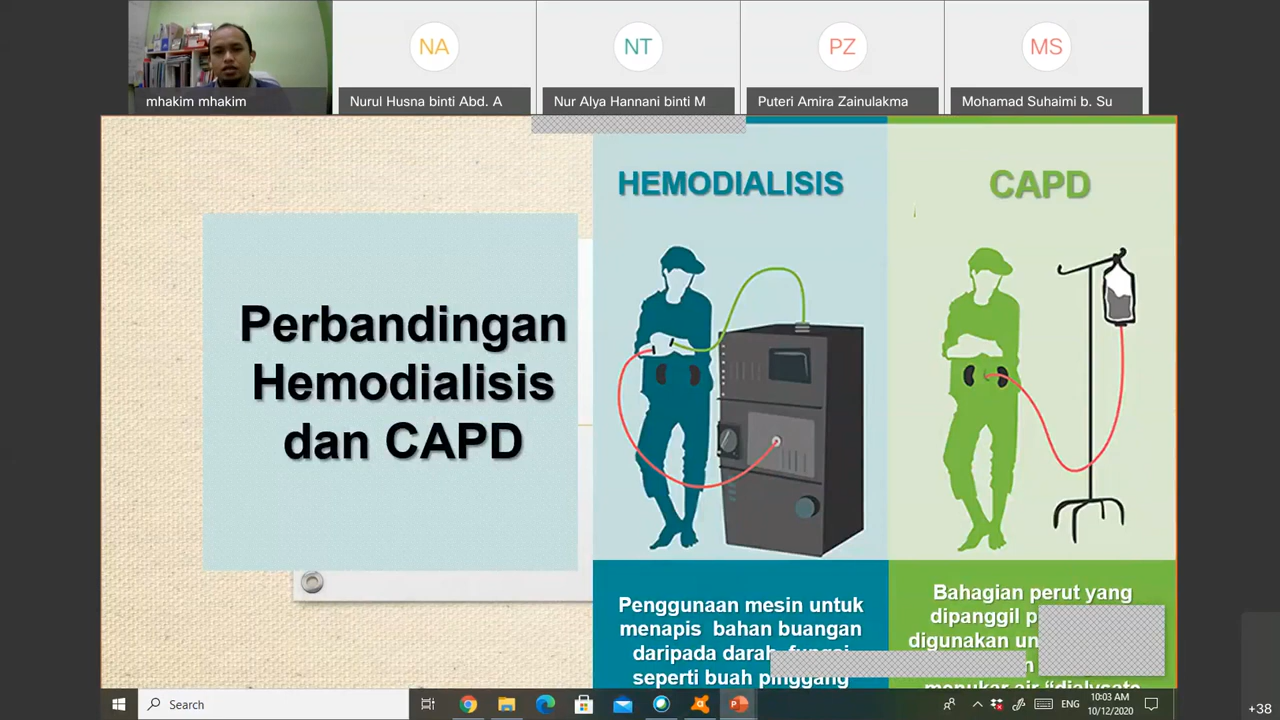 NA
NT
PZ
MS
mhakim mhakim
Nurul Husna binti Abd. A
Nur Alya Hannani binti M
Puteri Amira Zainulakma
Mohamad Suhaimi b. Su
Perbandingan
Hemodialisis
dan CAPD
HEMODIALISIS
Penggunaan mesin untuk
menapis bahan buangan
daripada darah, fungsi
seperti buah pinggang
CAPD
Bahagian perut yang
dipanggil
digunakan
menukar air “dialysate
+38
Search
ENG
10:03 AM
10/12/2020